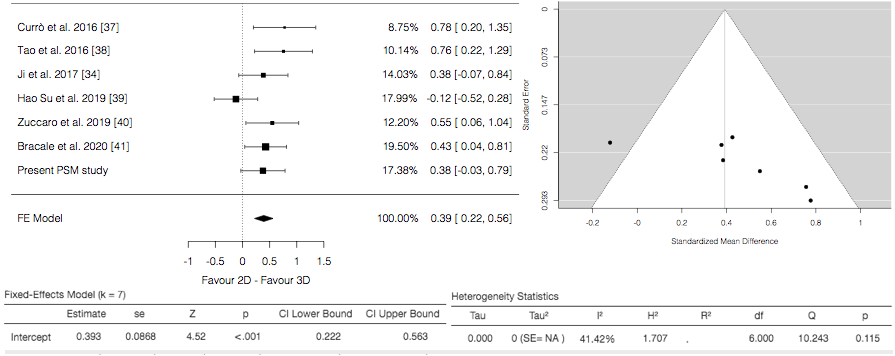 Currò et al. 2016 [37] 8.75% 0.78 [ 0.20, 1.35]
Tao et al. 2016 [38] 10.14% 0.76 [ 0.22, 1.29]
Ji et al. 2017 [34] 14.03% 0.38 [-0.07, 0.84]
Hao Su et al. 2019 [39] 17.99% -0.12 [-0.52, 0.28]
Zuccaro et al. 2019 [40] 12.20% 0.55 [ 0.06, 1.04]
Bracale et al. 2020 [41] 19.50% 0.43 [ 0.04, 0.81]
Present PSM study 17.38% 0.38 [-0.03, 0.79]
FE Model 100.00% 0.39 [ 0.22, 0.56]
-1 -0.5 0 0.5 1 1.5
Favour 2D - Favour 3D
Standard Error
0
0.073
0.147
0.22
0.293
-0.2 -0 0.2 0.4 0.6 0.8 1
Standardized Mean Difference
Fixed-Effects Model (k = 7)
Estimate se Z p CI Lower Bound CI Upper Bound
Intercept 0.393 0.0868 4.52 <.001 0.222 0.563
Heterogeneity Statistics
Tau Tau² I² H² R² df Q p
0.000 0 (SE= NA ) 41.42% 1.707 . 6.000 10.243 0.115